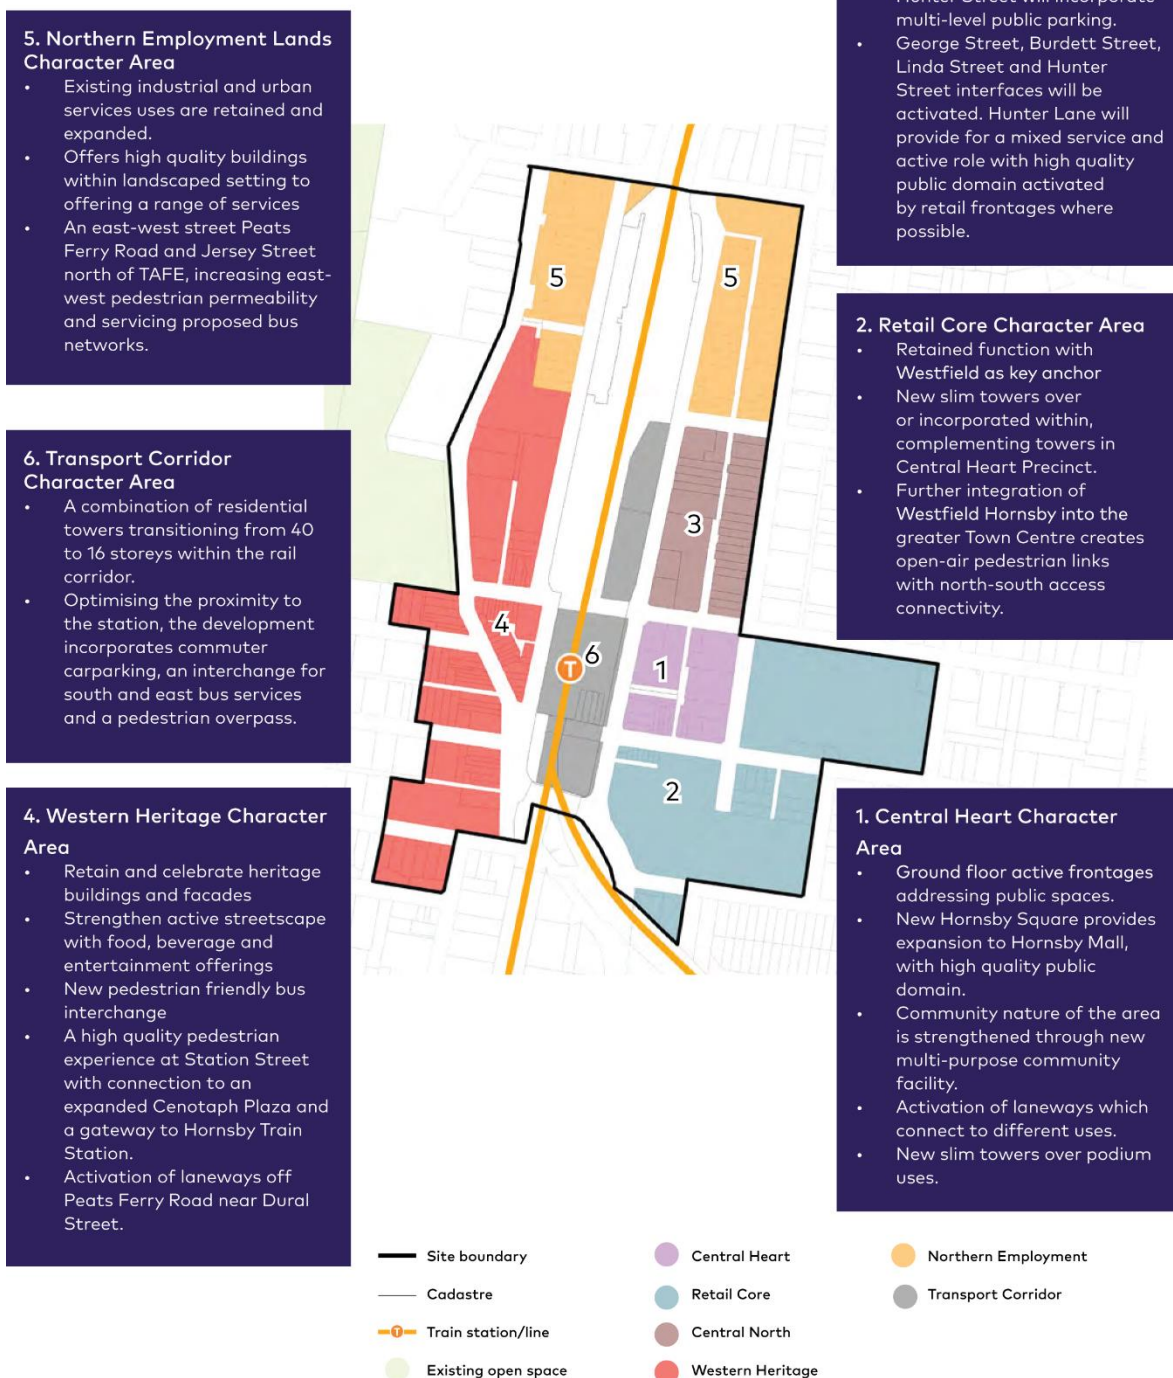 5. Northern Employment Lands
Character Area
• Existing industrial and urban
services uses are retained and
expanded.
• Offers high quality buildings
within landscaped setting to
offering a range of services
• An east-west street Peats
Ferry Road and Jersey Street
north of TAFE, increasing east-
west pedestrian permeability
and servicing proposed bus
networks.
6. Transport Corridor
Character Area
• A combination of residential
towers transitioning from 40
to 16 storeys within the rail
corridor.
• Optimising the proximity to
the station, the development
incorporates commuter
carparking, an interchange for
south and east bus services
and a pedestrian overpass.
4. Western Heritage Character
Area
• Retain and celebrate heritage
buildings and facades
• Strengthen active streetscape
with food, beverage and
entertainment offerings
• New pedestrian friendly bus
interchange
• A high quality pedestrian
experience at Station Street
with connection to an
expanded Cenotaph Plaza and
a gateway to Hornsby Train
Station.
• Activation of laneways off
Peats Ferry Road near Dural
Street.
5
5
3
4
6
T
1
2
Hunter Street will incorporate
multi-level public parking.
• George Street, Burdett Street,
Linda Street and Hunter
Street interfaces will be
activated. Hunter Lane will
provide for a mixed service and
active role with high quality
public domain activated
by retail frontages where
possible.
2. Retail Core Character Area
• Retained function with
Westfield as key anchor
• New slim towers over
or incorporated within,
complementing towers in
Central Heart Precinct.
• Further integration of
Westfield Hornsby into the
greater Town Centre creates
open-air pedestrian links
with north-south access
connectivity.
1. Central Heart Character
Area
• Ground floor active frontages
addressing public spaces.
• New Hornsby Square provides
expansion to Hornsby Mall,
with high quality public
domain.
• Community nature of the area
is strengthened through new
multi-purpose community
facility.
• Activation of laneways which
connect to different uses.
• New slim towers over podium
uses.
Site boundary
Cadastre
T Train station/line
Existing open space
Central Heart
Retail Core
Central North
Western Heritage
Northern Employment
Transport Corridor